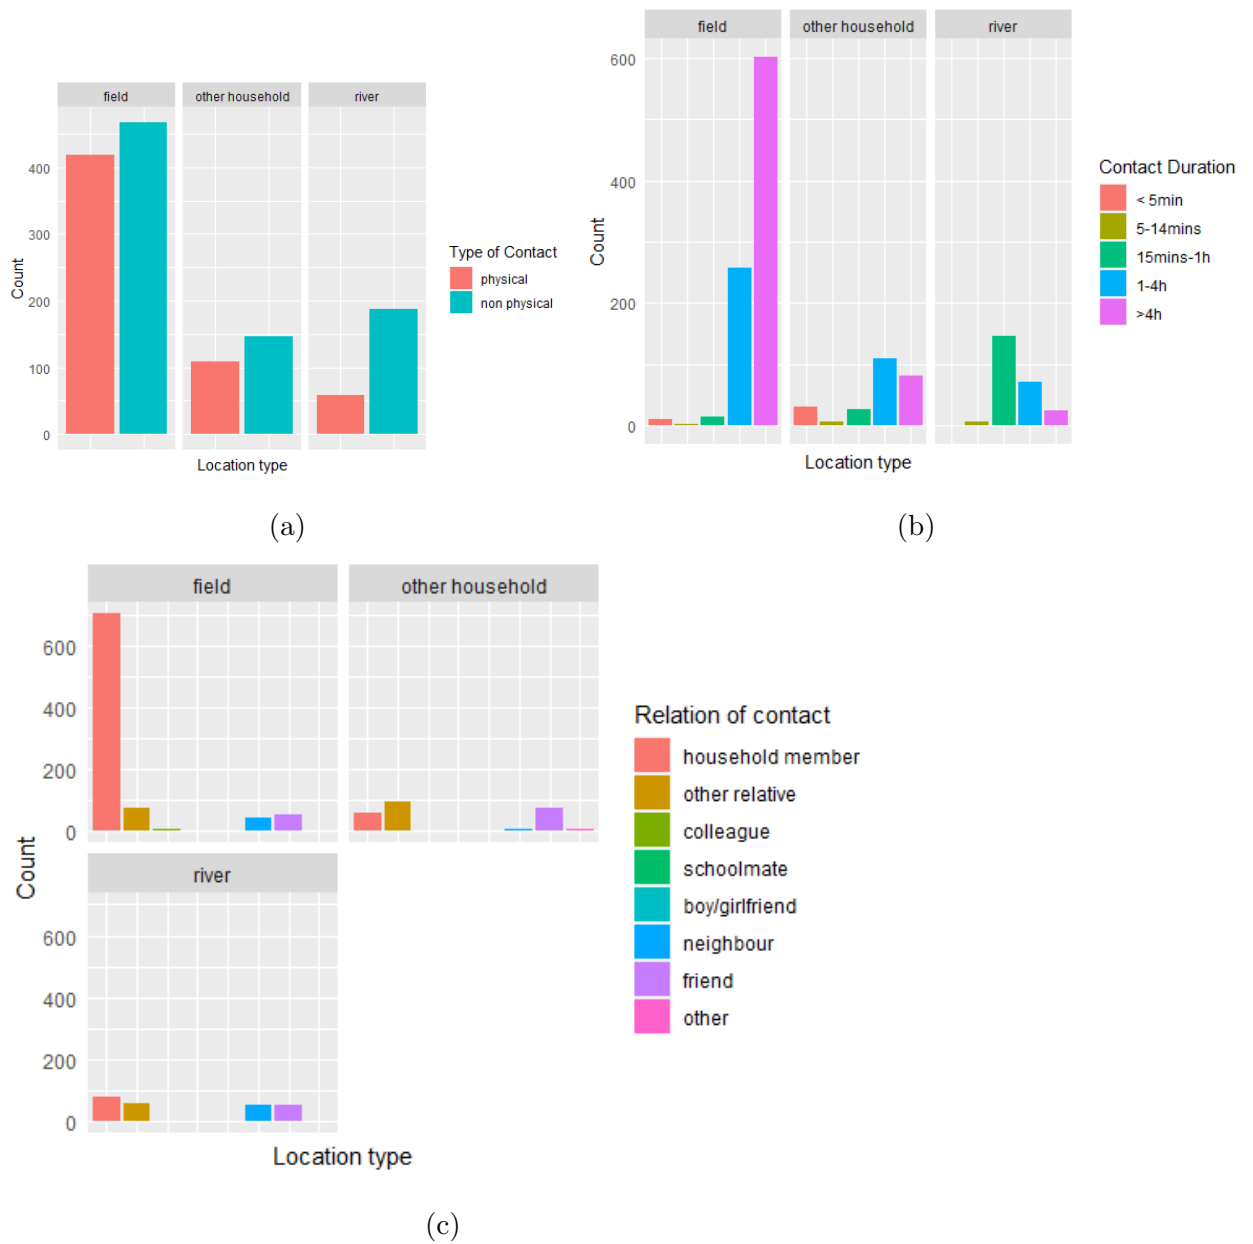 field other household river
400
300
200
100
0
Count
Location type
Type of Contact
physical
non physical
(a)
field other household river
600
400
200
0
Count
Location type
Contact Duration
< 5min
5-14mins
15mins-1h
1-4h
>4h
(b)
field other household
600
400
200
0
river
600
400
200
0
Count
Location type
Relation of contact
household member
other relative
colleague
schoolmate
boy/girlfriend
neighbour
friend
other
(c)